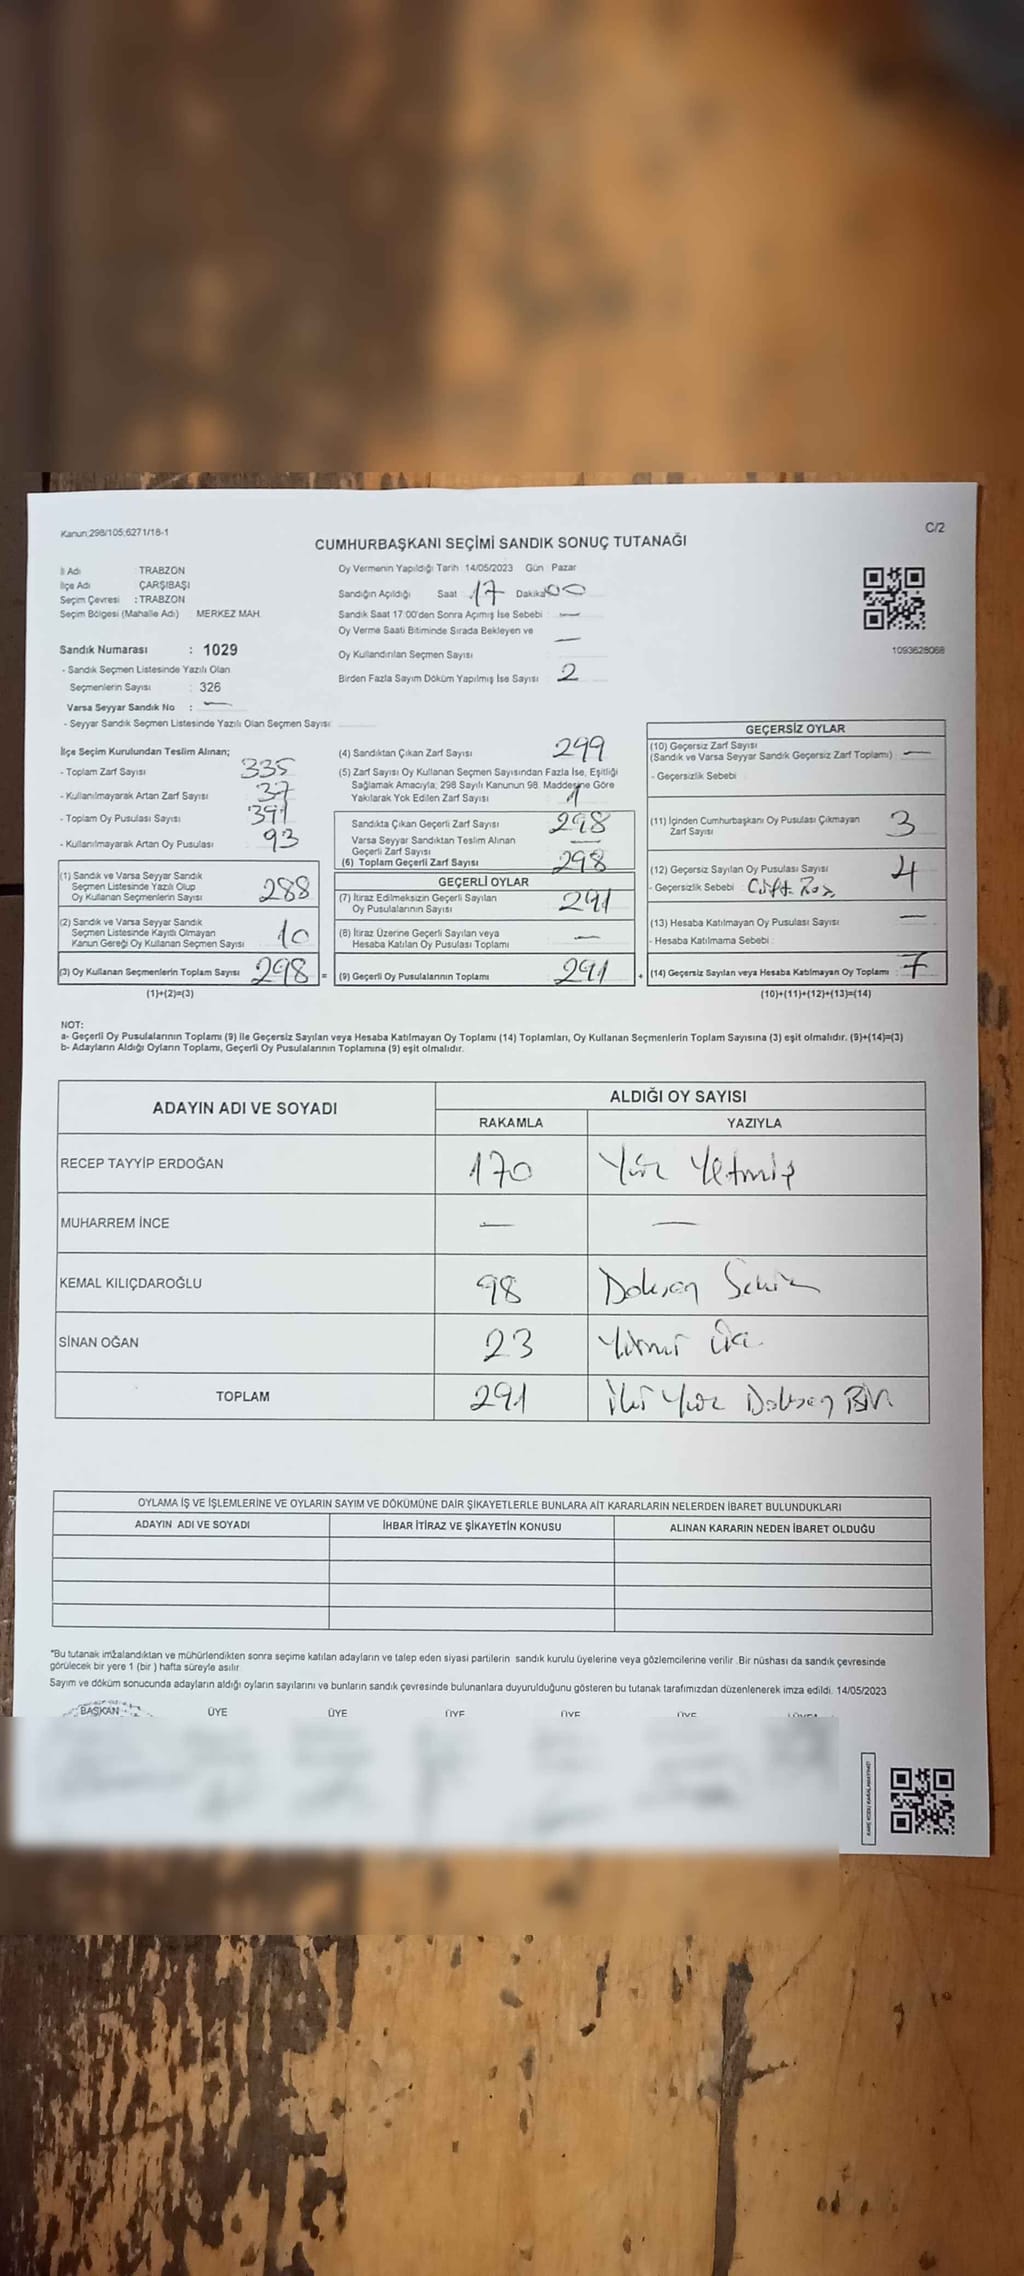 Kanun;298/105;6271/18-1
C/2
CUMHURBAŞKANI SEÇİMİ SANDIK SONUÇ TUTANAĞI
İl Adı : TRABZON
İlçe Adı : ÇARŞIBAŞI
Seçim Çevresi : TRABZON
Seçim Bölgesi (Mahalle Adı) : MERKEZ MAH.
Sandık Numarası : 1029
- Sandık Seçmen Listesinde Yazılı Olan
Seçmenlerin Sayısı : 326
Varsa Seyyar Sandık No : —
- Seyyar Sandık Seçmen Listesinde Yazılı Olan Seçmen Sayısı:
Oy Vermenin Yapıldığı Tarih 14/05/2023 Gün Pazar
Sandığın Açıldığı Saat : 17 Dakika 00
Sandık Saat 17:00'den Sonra Açımış İse Sebebi : —
Oy Verme Saati Bitiminde Sırada Bekleyen ve —
Oy Kullandırılan Seçmen Sayısı
Birden Fazla Sayım Döküm Yapılmış İse Sayısı : 2
1093628068
İlçe Seçim Kurulundan Teslim Alınan;
- Toplam Zarf Sayısı 335
- Kullanılmayarak Artan Zarf Sayısı 37
- Toplam Oy Pusulası Sayısı 391
- Kullanılmayarak Artan Oy Pusulası 93
(1) Sandık ve Varsa Seyyar Sandık
Seçmen Listesinde Yazılı Olup
Oy Kullanan Seçmenlerin Sayısı 288
(2) Sandık ve Varsa Seyyar Sandık
Seçmen Listesinde Kayıtlı Olmayan
Kanun Gereği Oy Kullanan Seçmen Sayısı 10
(3) Oy Kullanan Seçmenlerin Toplam Sayısı 298 =
(1)+(2)=(3)
(4) Sandıktan Çıkan Zarf Sayısı 299
(5) Zarf Sayısı Oy Kullanan Seçmen Sayısından Fazla İse, Eşitliği
Sağlamak Amacıyla; 298 Sayılı Kanunun 98. Maddesine Göre
Yakılarak Yok Edilen Zarf Sayısı 1
Sandıkta Çıkan Geçerli Zarf Sayısı 298
Varsa Seyyar Sandıktan Teslim Alınan —
Geçerli Zarf Sayısı
(6) Toplam Geçerli Zarf Sayısı 298
GEÇERLİ OYLAR
(7) İtiraz Edilmeksizin Geçerli Sayılan
Oy Pusulalarının Sayısı 291
(8) İtiraz Üzerine Geçerli Sayılan veya
Hesaba Katılan Oy Pusulası Toplamı —
(9) Geçerli Oy Pusulalarının Toplamı 291 +
GEÇERSİZ OYLAR
(10) Geçersiz Zarf Sayısı
(Sandık ve Varsa Seyyar Sandık Geçersiz Zarf Toplamı) —
- Geçersizlik Sebebi
(11) İçinden Cumhurbaşkanı Oy Pusulası Çıkmayan
Zarf Sayısı 3
(12) Geçersiz Sayılan Oy Pusulası Sayısı 4
- Geçersizlik Sebebi Çift
(13) Hesaba Katılmayan Oy Pusulası Sayısı —
- Hesaba Katılmama Sebebi :
(14) Geçersiz Sayılan veya Hesaba Katılmayan Oy Toplamı : 7
(10)+(11)+(12)+(13)=(14)
NOT:
a- Geçerli Oy Pusulalarının Toplamı (9) ile Geçersiz Sayılan veya Hesaba Katılmayan Oy Toplamı (14) Toplamları, Oy Kullanan Seçmenlerin Toplam Sayısına (3) eşit olmalıdır. (9)+(14)=(3)
b- Adayların Aldığı Oyların Toplamı, Geçerli Oy Pusulalarının Toplamına (9) eşit olmalıdır.
ADAYIN ADI VE SOYADI ALDIĞI OY SAYISI
RAKAMLA YAZIYLA
RECEP TAYYİP ERDOĞAN 170 Yüz Yetmiş
MUHARREM İNCE — —
KEMAL KILIÇDAROĞLU 98 Doksan Sekiz
SİNAN OĞAN 23 Yirmi Üç
TOPLAM 291 İki Yüz Doksan Bir
OYLAMA İŞ VE İŞLEMLERİNE VE OYLARIN SAYIM VE DÖKÜMÜNE DAİR ŞİKAYETLERLE BUNLARA AİT KARARLARIN NELERDEN İBARET BULUNDUKLARI
ADAYIN ADI VE SOYADI İHBAR İTİRAZ VE ŞİKAYETİN KONUSU ALINAN KARARIN NEDEN İBARET OLDUĞU
*Bu tutanak imzalandıktan ve mühürlendikten sonra seçime katılan adayların ve talep eden siyasi partilerin sandık kurulu üyelerine veya gözlemcilerine verilir .Bir nüshası da sandık çevresinde
görülecek bir yere 1 (bir ) hafta süreyle asılır.
Sayım ve döküm sonucunda adayların aldığı oyların sayılarını ve bunların sandık çevresinde bulunanlara duyurulduğunu gösteren bu tutanak tarafımızdan düzenlenerek imza edildi. 14/05/2023
BAŞKAN ÜYE ÜYE ÜYE ÜYE ÜYE